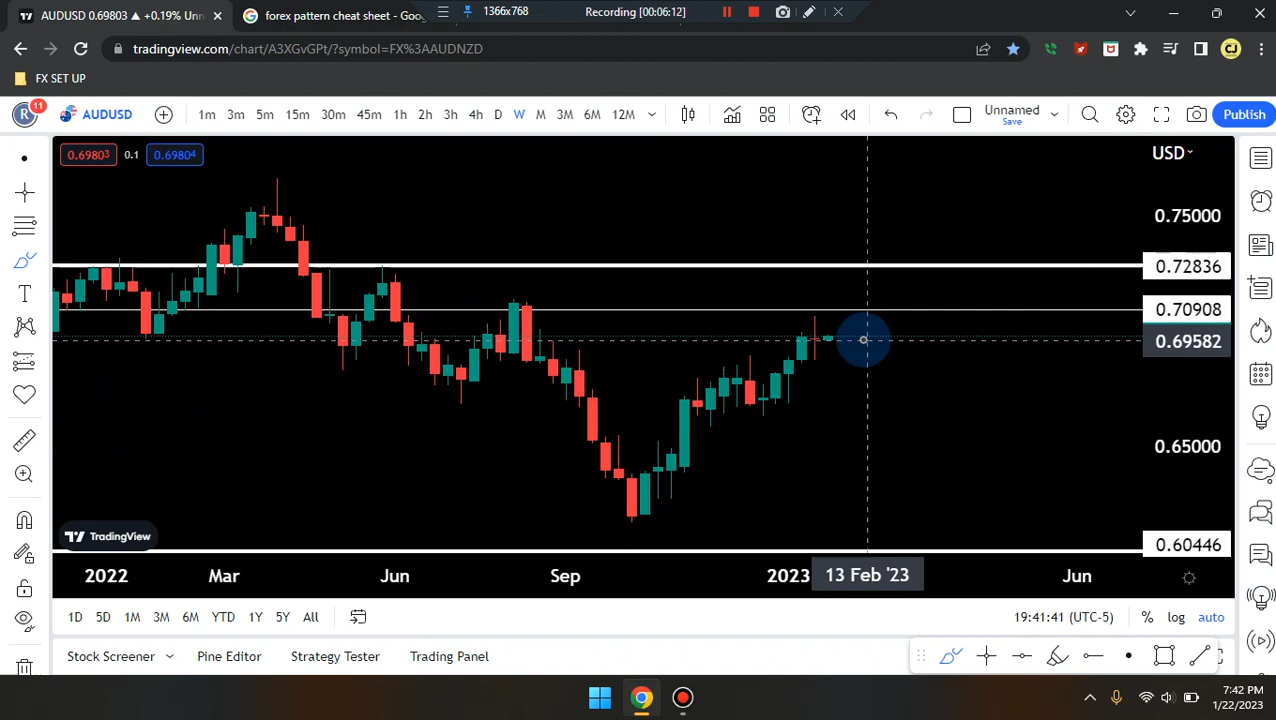 AUDUSD 0.69803 ▲ +0.19% Unn
forex pattern cheat sheet - Goo
1366x768
Recording [00:06:12]
tradingview.com/chart/A3XGvGPt/?symbol=FX%3AAUDNZD
CJ
FX SET UP
R
11
AUDUSD
1m 3m 5m 15m 30m 45m 1h 2h 3h 4h D W M 3M 6M 12M
Unnamed
Save
Publish
0.69803
0.1
0.69804
USD
0.75000
0.72836
0.70908
0.69582
0.65000
0.60446
TradingView
2022 Mar Jun Sep 2023 13 Feb '23 Jun
1D 5D 1M 3M 6M YTD 1Y 5Y All
19:41:41 (UTC-5) % log auto
Stock Screener Pine Editor Strategy Tester Trading Panel
7:42 PM
1/22/2023